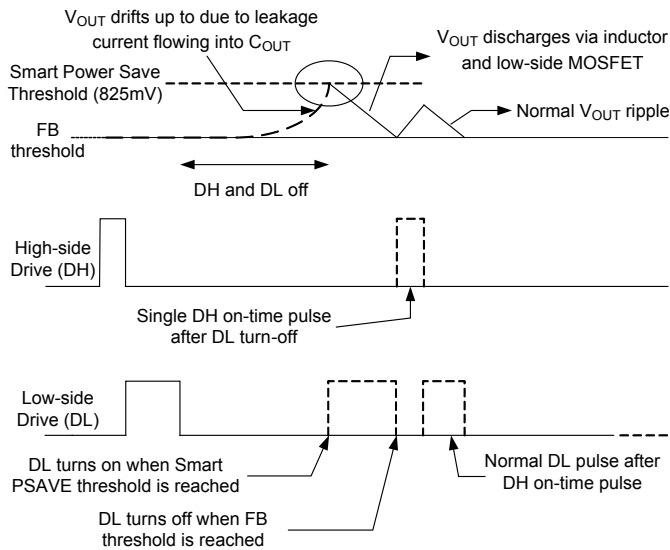 VOUT drifts up to due to leakage
current flowing into COUT
VOUT discharges via inductor
and low-side MOSFET
Smart Power Save
Threshold (825mV)
Normal VOUT ripple
FB
threshold
DH and DL off
High-side
Drive (DH)
Single DH on-time pulse
after DL turn-off
Low-side
Drive (DL)
DL turns on when Smart
PSAVE threshold is reached
Normal DL pulse after
DH on-time pulse
DL turns off when FB
threshold is reached